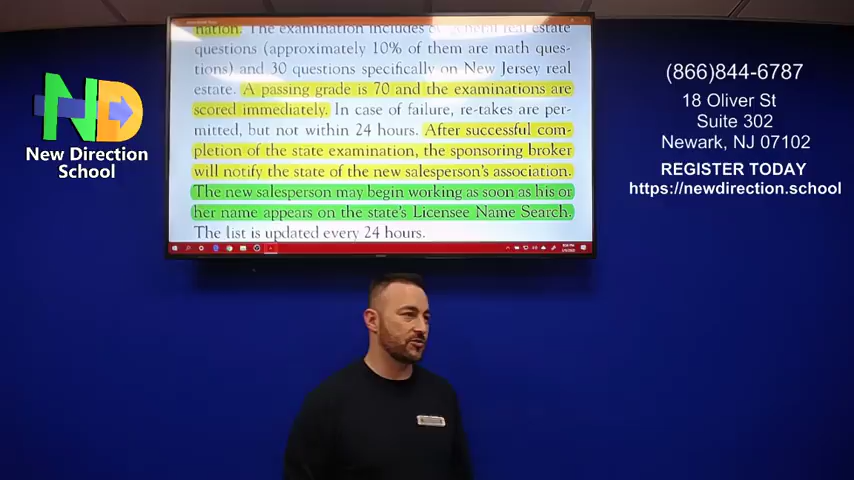 nation. The examination includes 80 general real estate
questions (approximately 10% of them are math ques-
tions) and 30 questions specifically on New Jersey real
estate. A passing grade is 70 and the examinations are
scored immediately. In case of failure, re-takes are per-
mitted, but not within 24 hours. After successful com-
pletion of the state examination, the sponsoring broker
will notify the state of the new salesperson's association.
The new salesperson may begin working as soon as his or
her name appears on the state's Licensee Name Search.
The list is updated every 24 hours.
ND
New Direction
School
(866)844-6787
18 Oliver St
Suite 302
Newark, NJ 07102
REGISTER TODAY
https://newdirection.school